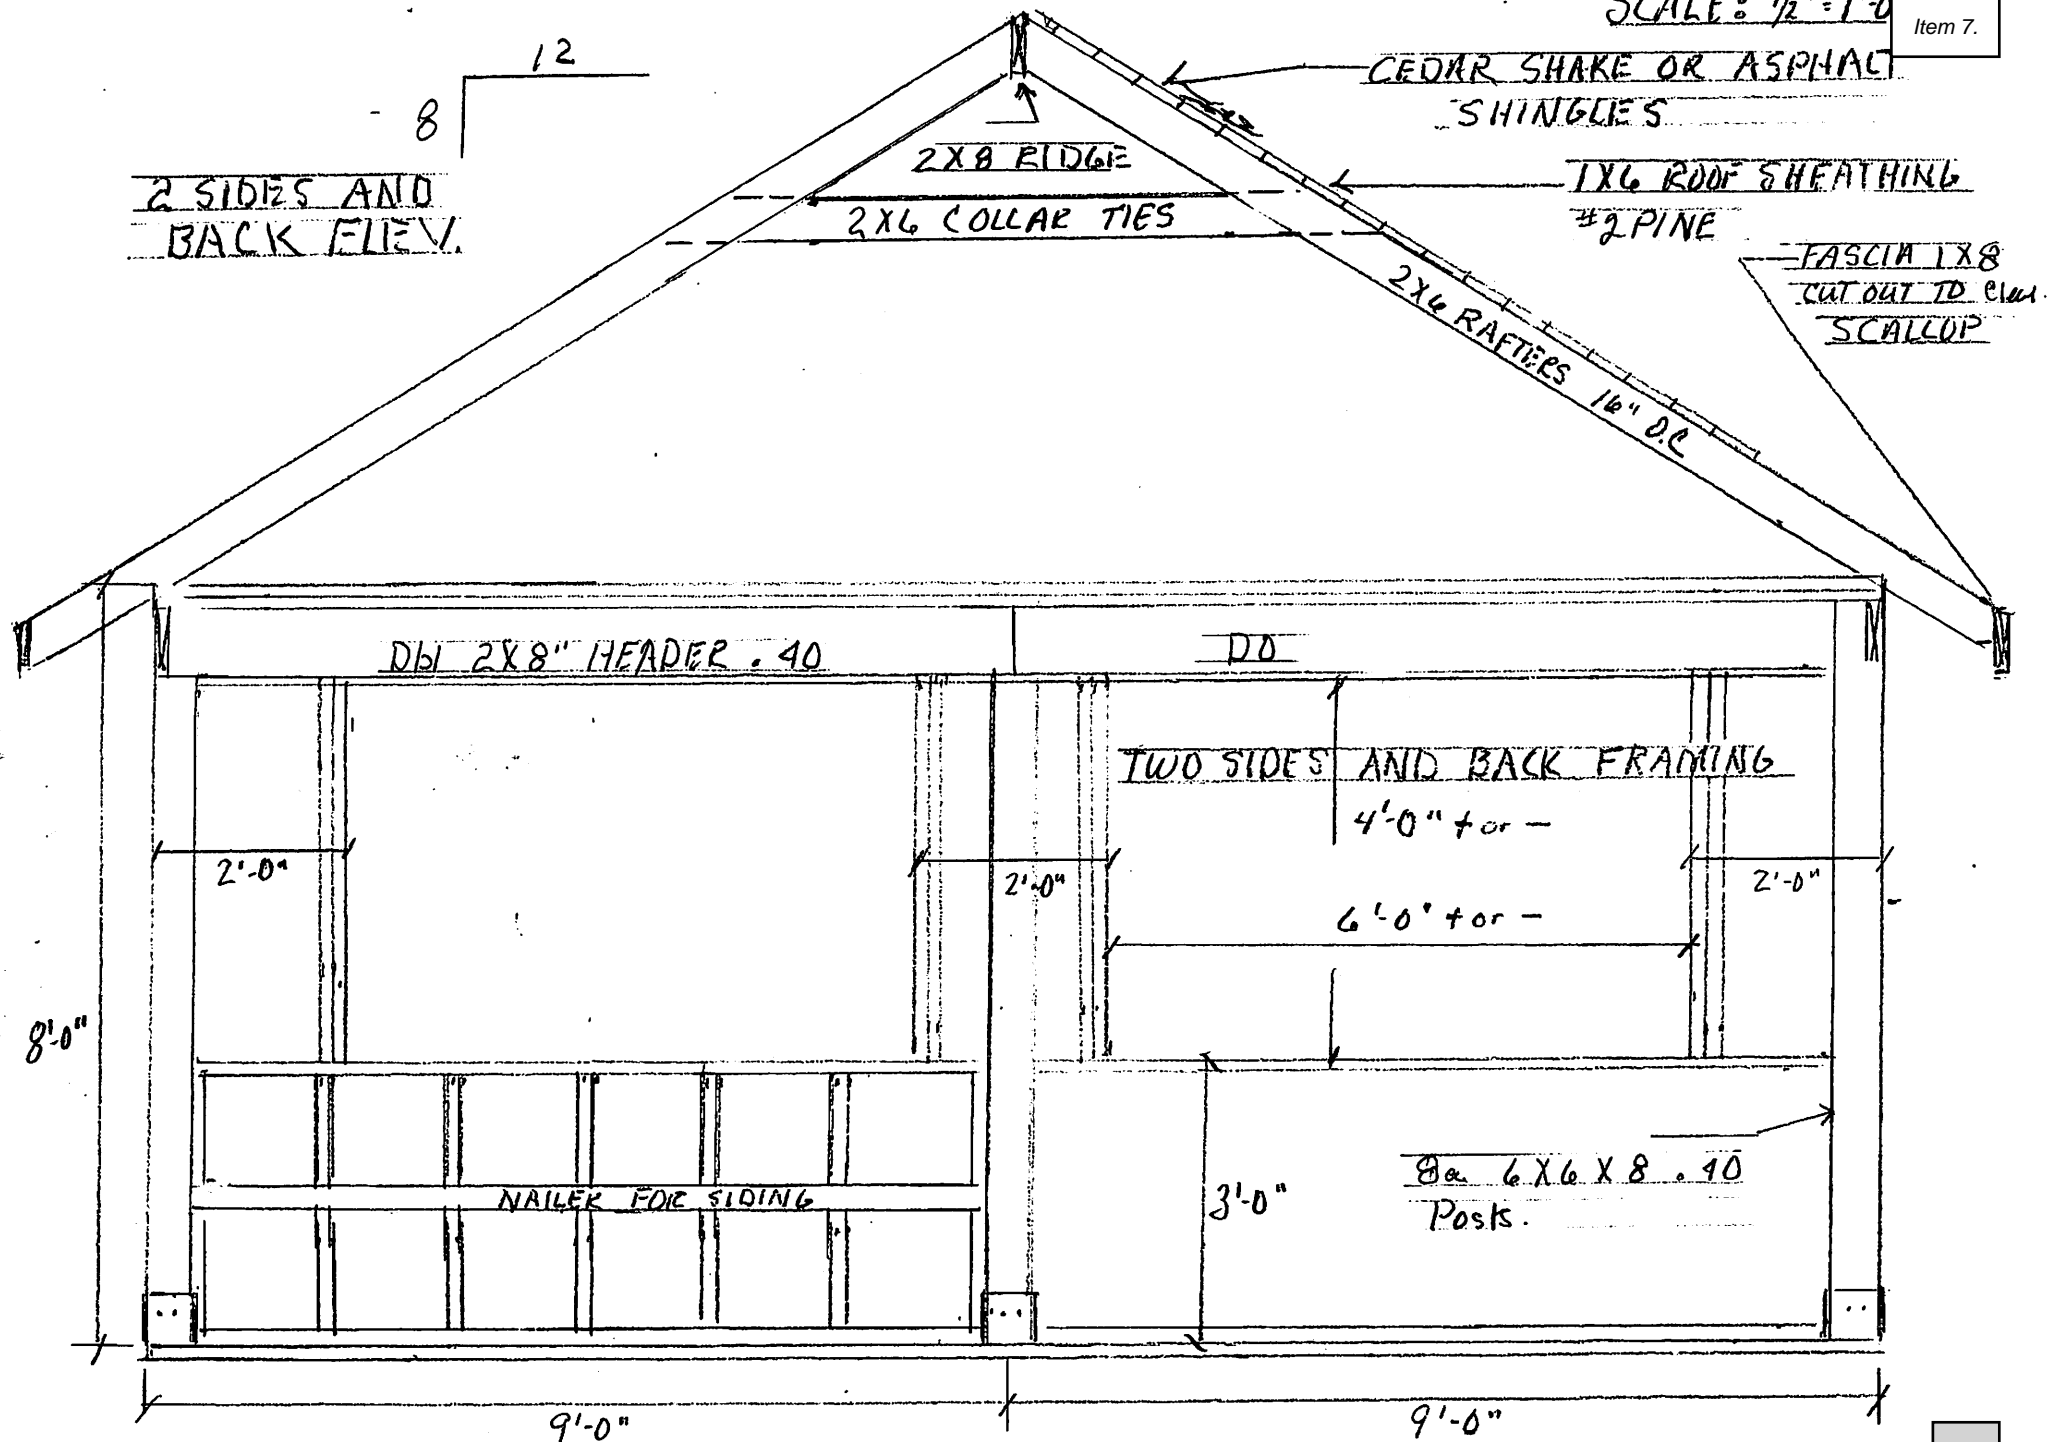 SCALE: 1/2" = 1'-0
Item 7.
12
8
CEDAR SHAKE OR ASPHALT
SHINGLES
2X8 RIDGE
1X6 ROOF SHEATHING
#2 PINE
2 SIDES AND
BACK ELEV.
2X6 COLLAR TIES
FASCIA 1X8
CUT OUT TO Clear.
SCALLOP
2X6 RAFTERS 16" O.C
Dbl 2X8" HEADER .40
DO
TWO SIDES AND BACK FRAMING
4'-0" + or -
2'-0"
2'-0"
2'-0"
6'-0" + or -
8'-0"
8ea 6X6X8 .40
Posts.
NAILER FOR SIDING
3'-0"
9'-0"
9'-0"